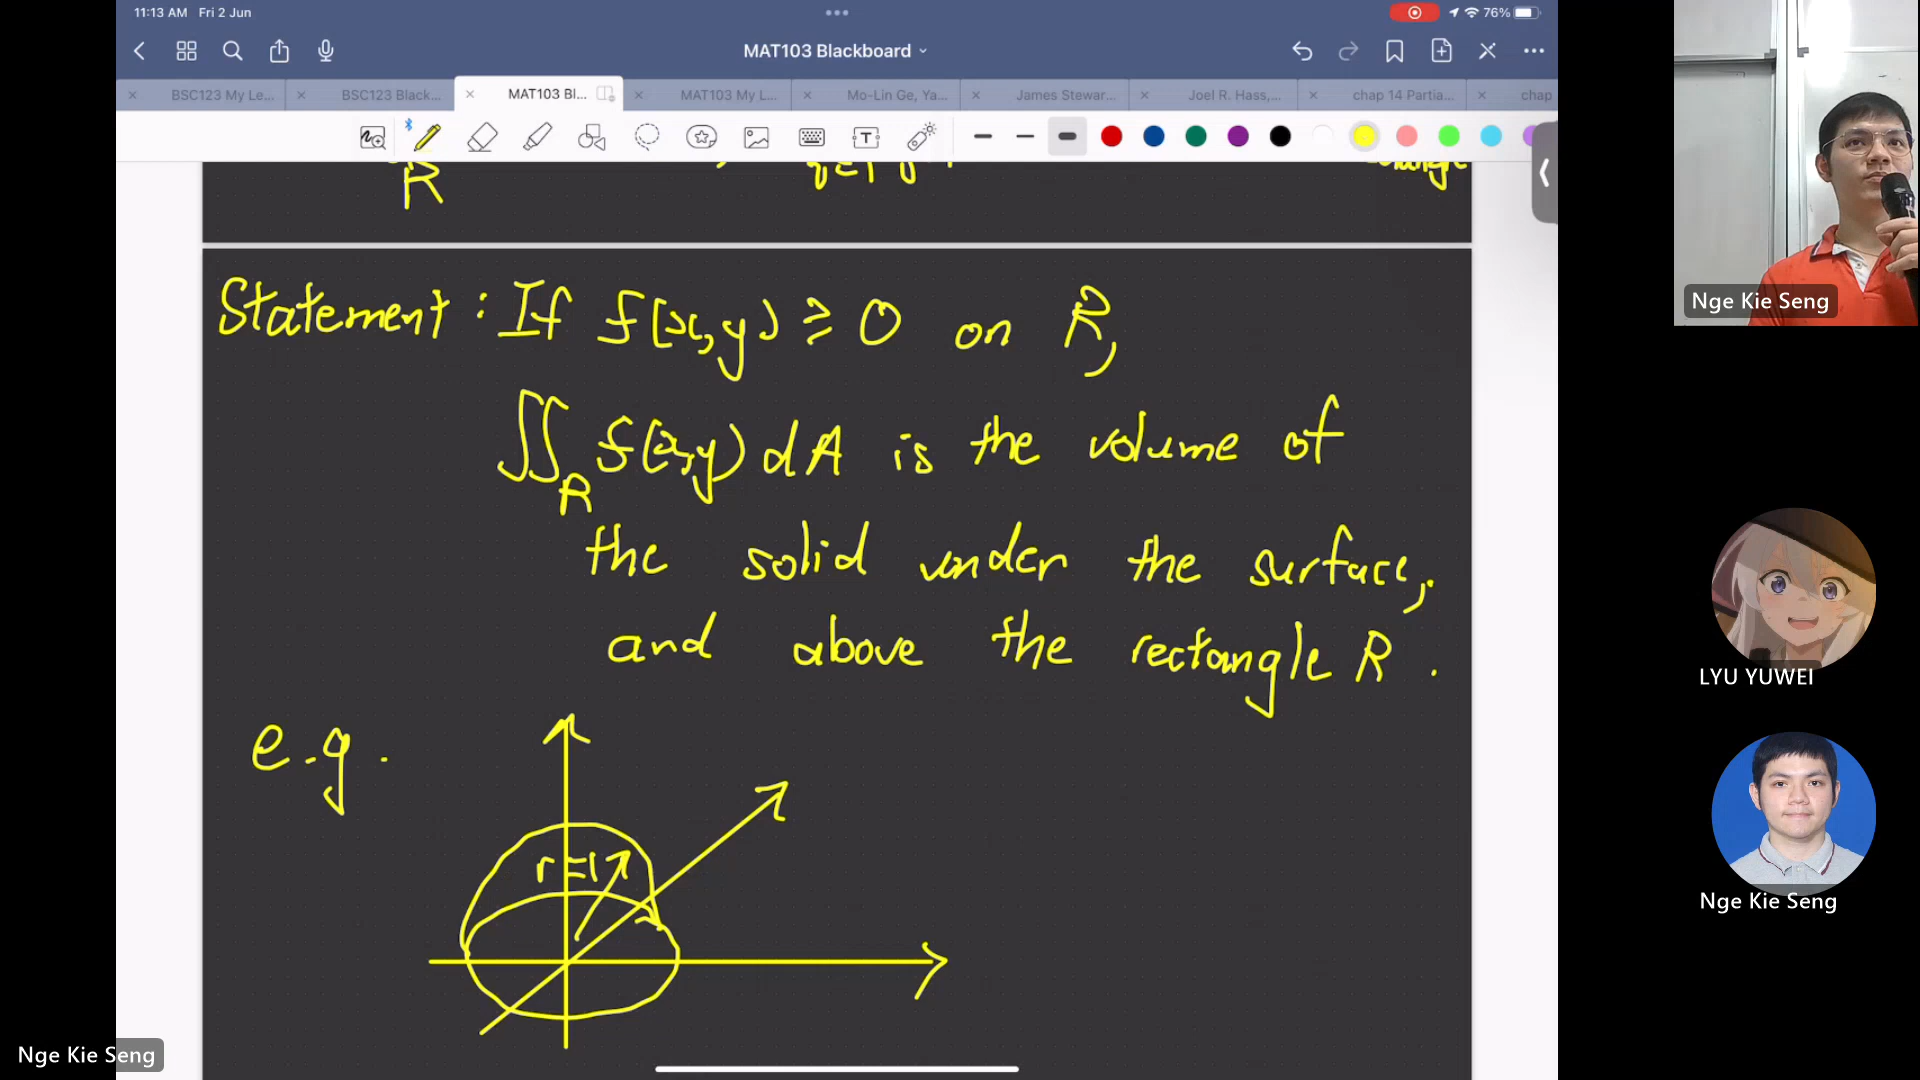 11:13 AM Fri 2 Jun
76%
MAT103 Blackboard
BSC123 My Le...
BSC123 Black...
MAT103 Bl...
MAT103 My L...
Mo-Lin Ge, Ya...
James Stewar...
Joel R. Hass,...
chap 14 Partia...
chap
R
Statement : If f(x,y) ≥ 0 on R,
∬_R f(x,y) dA is the volume of
the solid under the surface,
and above the rectangle R .
e.g.
r=1
Nge Kie Seng
LYU YUWEI
Nge Kie Seng
Nge Kie Seng